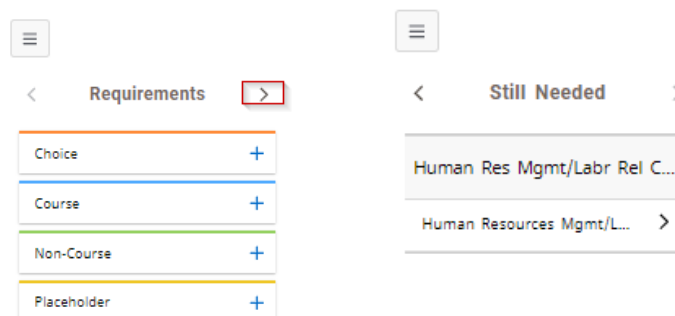 Requirements
Choice
Course
Non-Course
Placeholder
Still Needed
Human Res Mgmt/Labr Rel C...
Human Resources Mgmt/L...